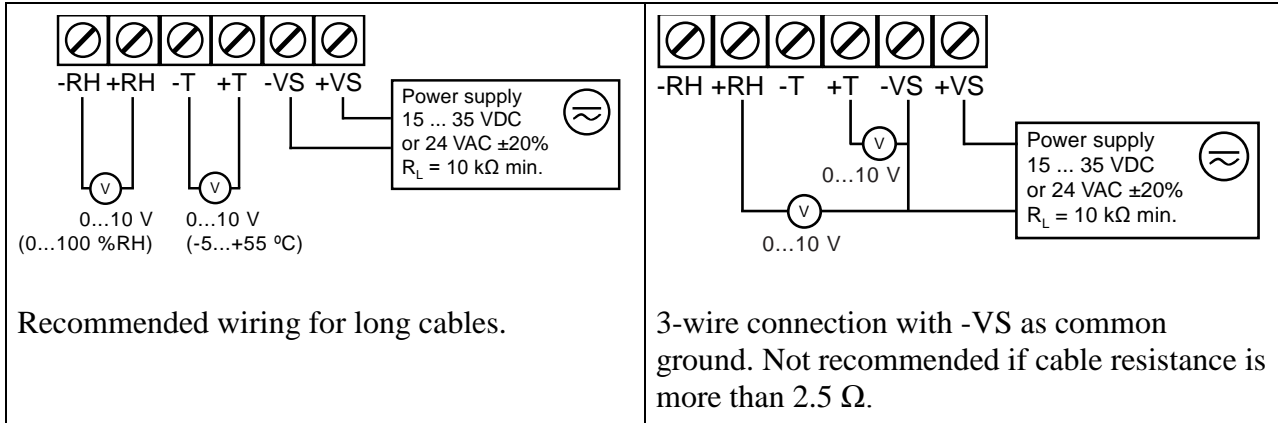 -RH +RH -T +T -VS +VS
Power supply
15 ... 35 VDC
or 24 VAC ±20%
R_L = 10 kΩ min.
V
V
0...10 V
(0...100 %RH)
0...10 V
(-5...+55 ºC)
Recommended wiring for long cables.
-RH +RH -T +T -VS +VS
V
0...10 V
V
0...10 V
Power supply
15 ... 35 VDC
or 24 VAC ±20%
R_L = 10 kΩ min.
3-wire connection with -VS as common
ground. Not recommended if cable resistance is
more than 2.5 Ω.